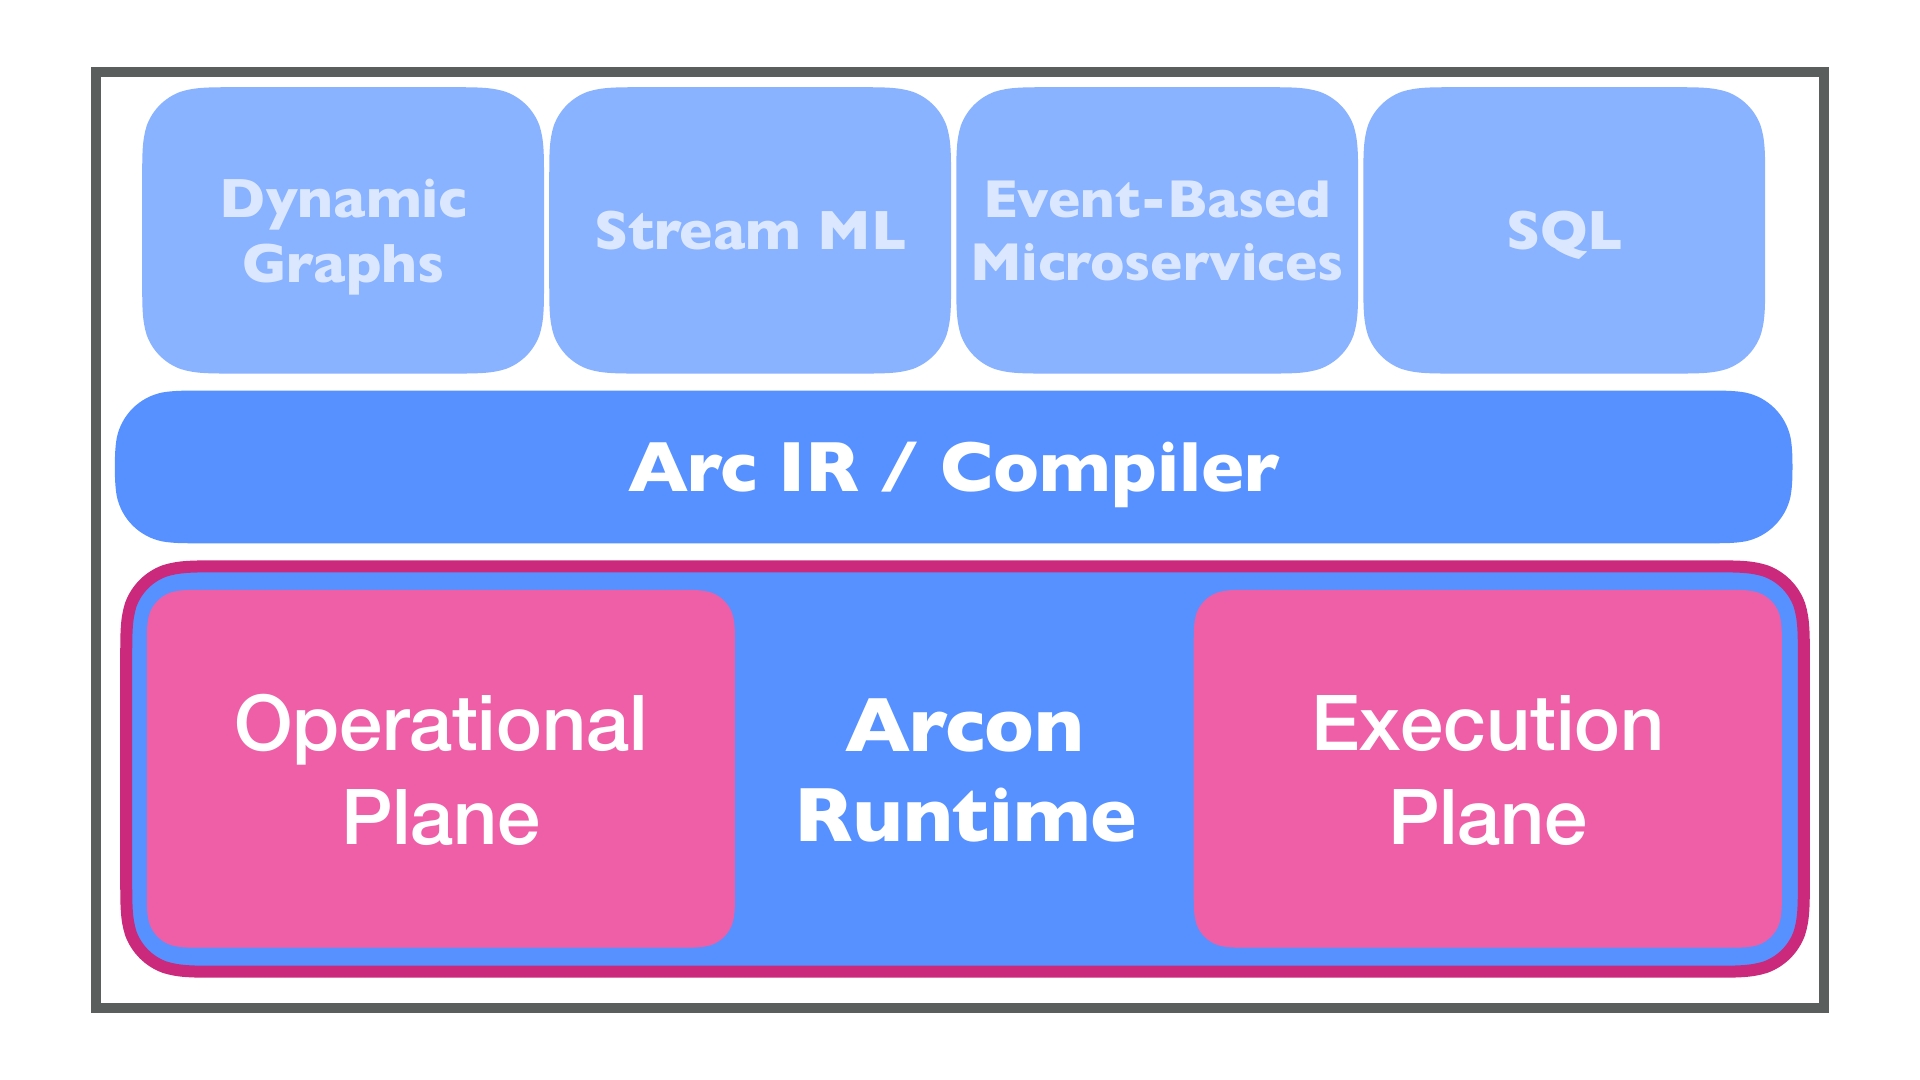 Dynamic
Graphs
Stream ML
Event-Based
Microservices
SQL
Arc IR / Compiler
Operational
Plane
Arcon
Runtime
Execution
Plane